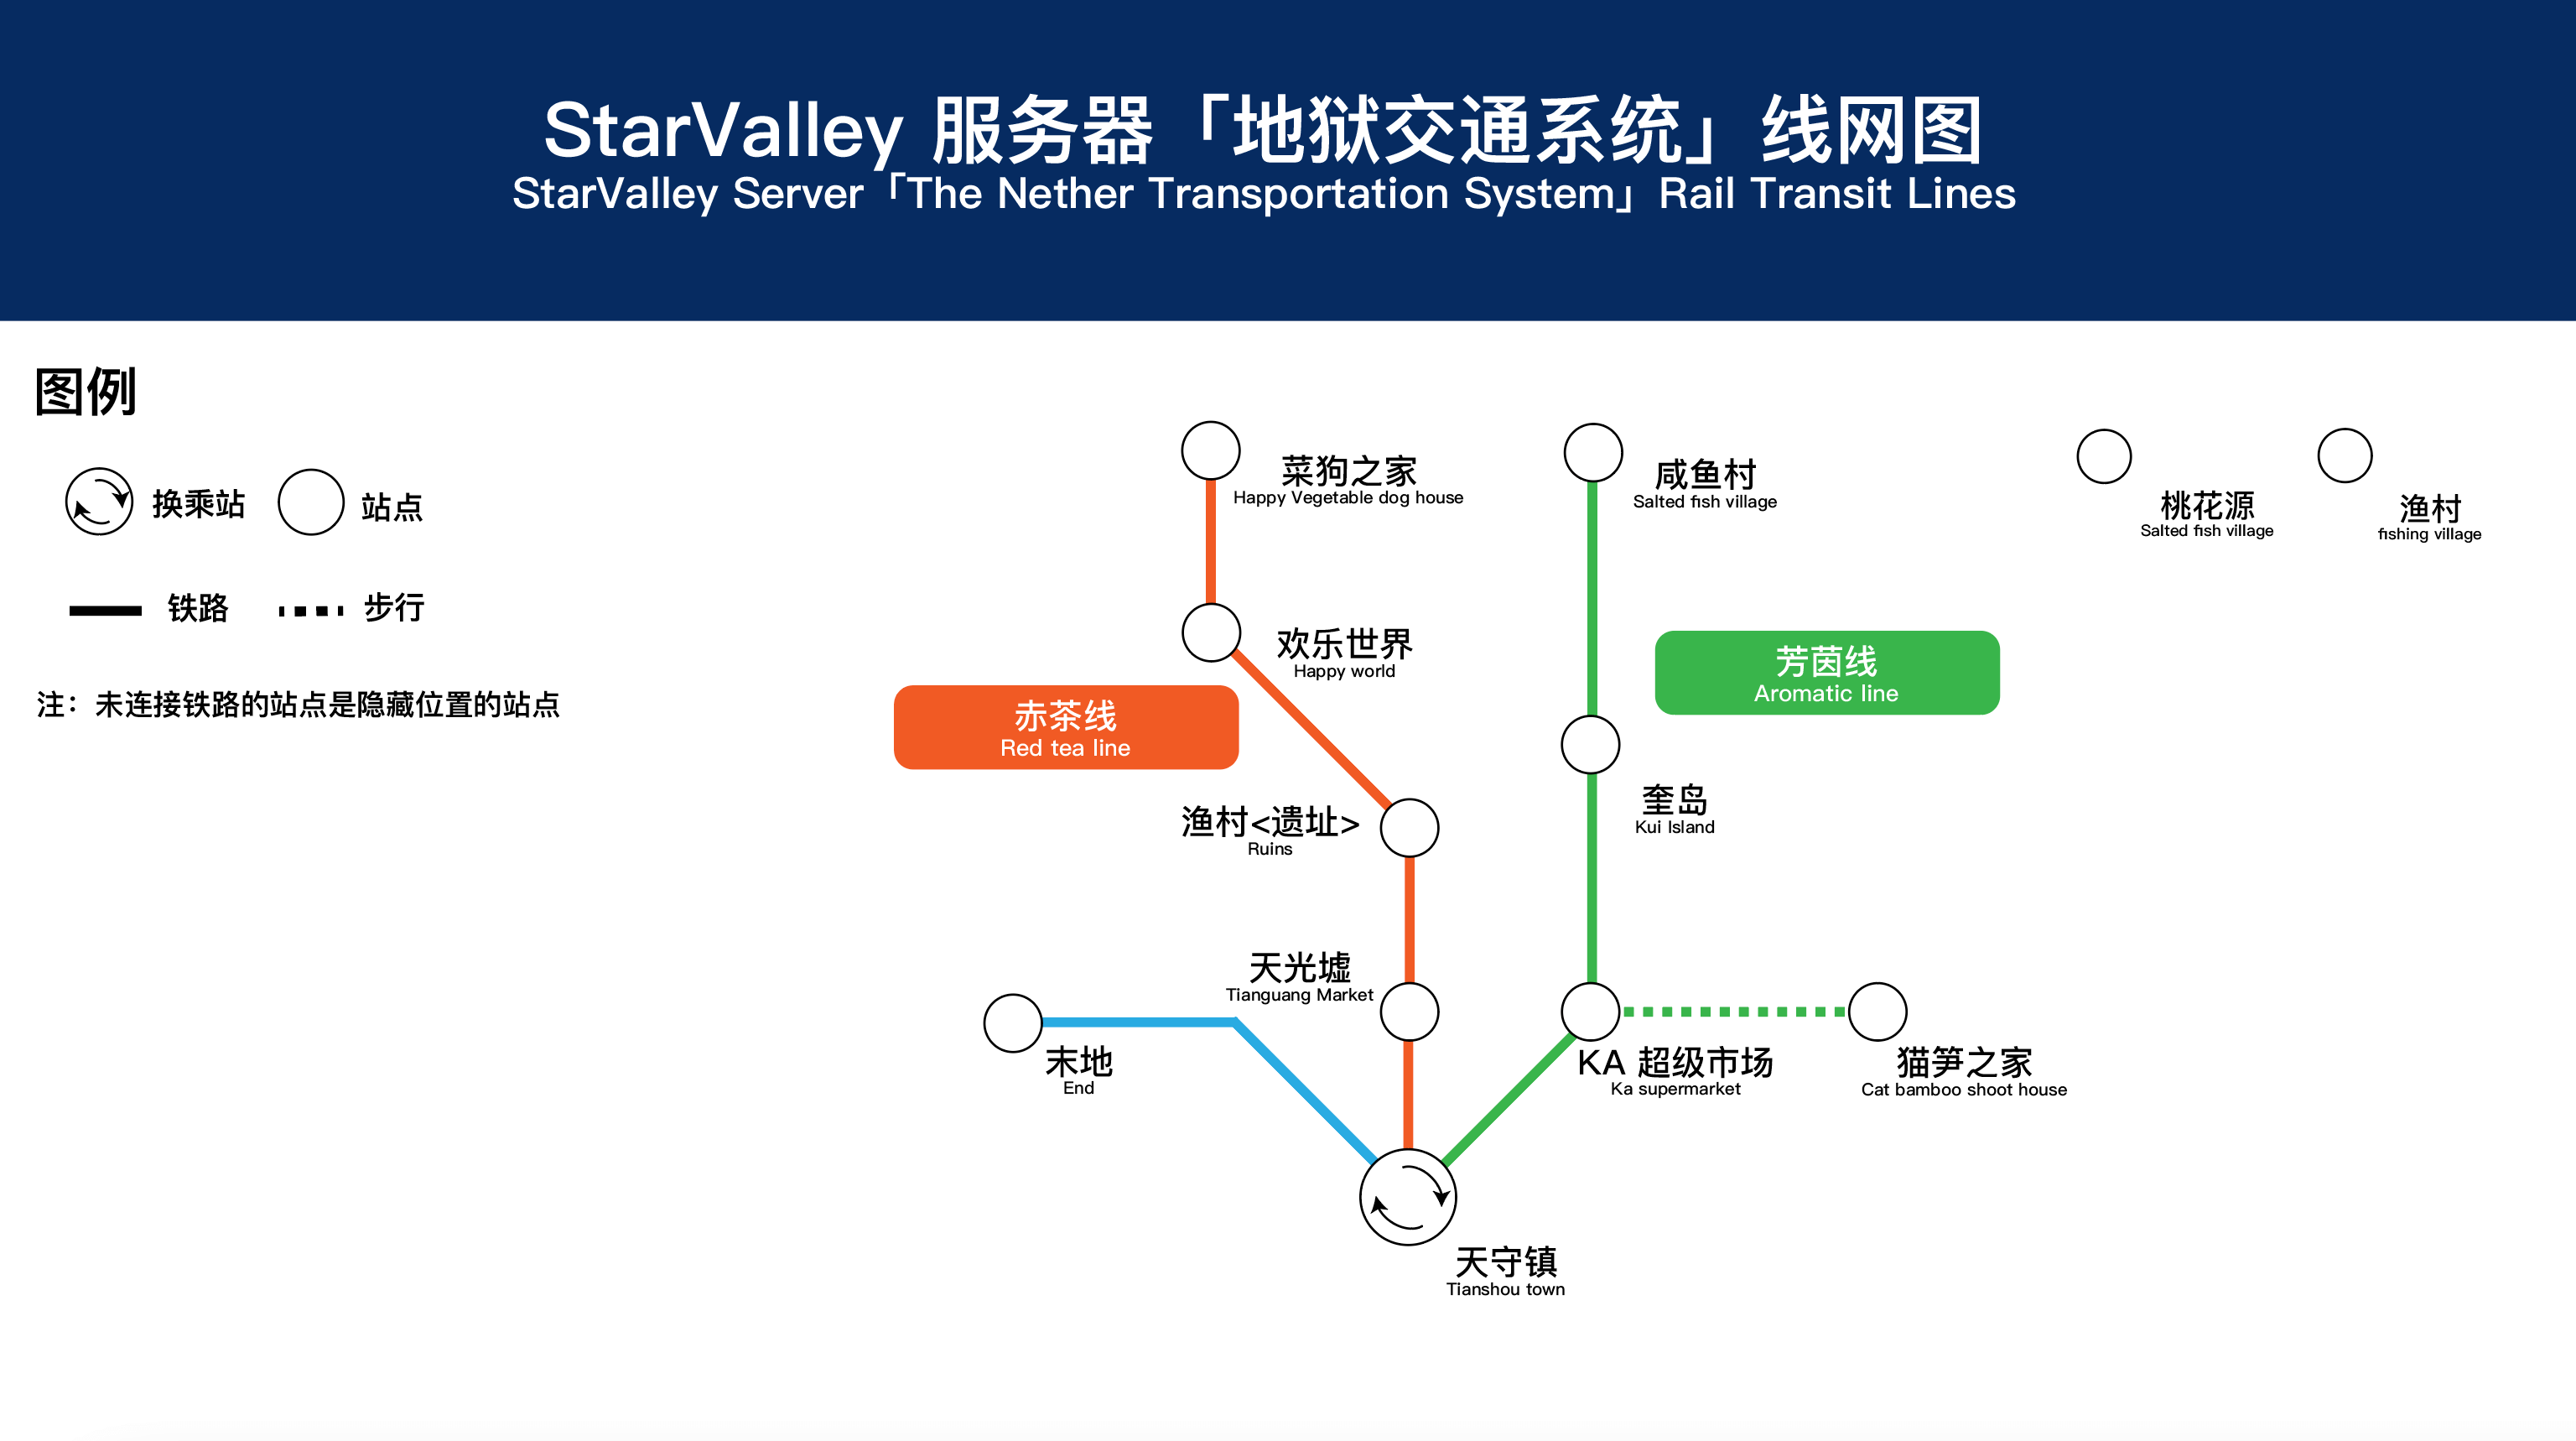 StarValley 服务器「地狱交通系统」线网图
StarValley Server「The Nether Transportation System」Rail Transit Lines
图例
换乘站
站点
铁路
步行
注：未连接铁路的站点是隐藏位置的站点
菜狗之家
Happy Vegetable dog house
咸鱼村
Salted fish village
桃花源
Salted fish village
渔村
fishing village
欢乐世界
Happy world
赤茶线
Red tea line
芳茵线
Aromatic line
渔村<遗址>
Ruins
奎岛
Kui Island
天光墟
Tianguang Market
末地
End
KA 超级市场
Ka supermarket
猫笋之家
Cat bamboo shoot house
天守镇
Tianshou town